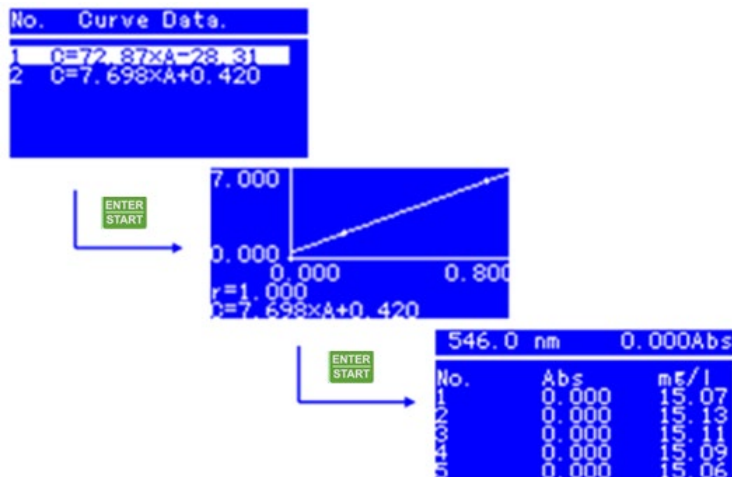 No. Curve Data.
1 C=72.87×A-28.31
2 C=7.698×A+0.420
ENTER
START
7.000
0.000
0.000 0.800
r=1.000
C=7.698×A+0.420
ENTER
START
546.0 nm 0.000Abs
No. Abs mg/l
1 0.000 15.07
2 0.000 15.13
3 0.000 15.11
4 0.000 15.09
5 0.000 15.06